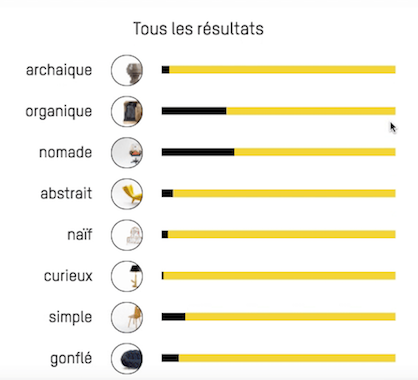 Tous les résultats
archaique
organique
nomade
abstrait
naïf
curieux
simple
gonflé